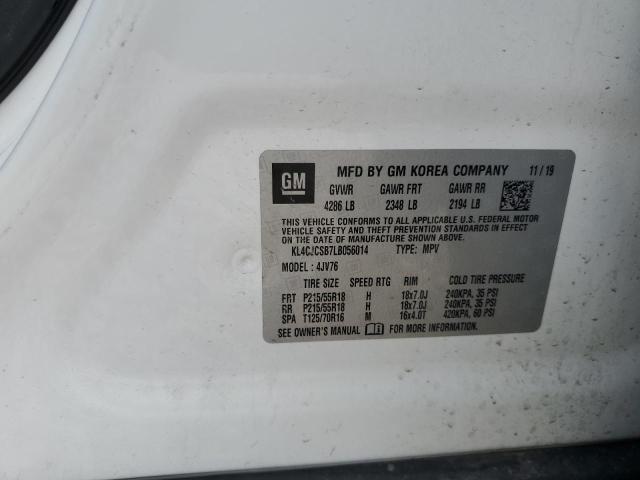 GM MFD BY GM KOREA COMPANY 11/19
GVWR GAWR FRT GAWR RR
4286 LB 2348 LB 2194 LB
THIS VEHICLE CONFORMS TO ALL APPLICABLE U.S. FEDERAL MOTOR
VEHICLE SAFETY AND THEFT PREVENTION STANDARDS IN EFFECT ON
THE DATE OF MANUFACTURE SHOWN ABOVE.
KL4CJCSB7LB056014 TYPE: MPV
MODEL: 4JV76
TIRE SIZE SPEED RTG RIM COLD TIRE PRESSURE
FRT P215/55R18 H 18x7.0J 240KPA, 35 PSI
RR P215/55R18 H 18x7.0J 240KPA, 35 PSI
SPA T125/70R16 M 16x4.0T 420KPA, 60 PSI
SEE OWNER'S MANUAL FOR MORE INFORMATION.